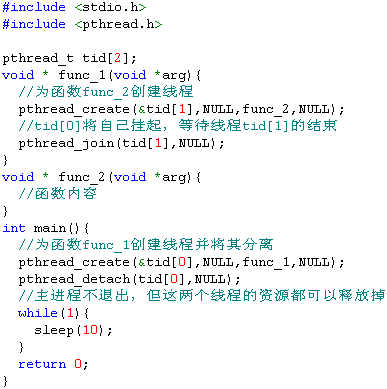 #include <stdio.h>
#include <pthread.h>
pthread_t tid[2];
void * func_1(void *arg){
//为函数func_2创建线程
pthread_create(&tid[1],NULL,func_2,NULL);
//tid[0]将自己挂起，等待线程tid[1]的结束
pthread_join(tid[1],NULL);
}
void * func_2(void *arg){
//函数内容
}
int main(){
//为函数func_1创建线程并将其分离
pthread_create(&tid[0],NULL,func_1,NULL);
pthread_detach(tid[0],NULL);
//主进程不退出，但这两个线程的资源都可以释放掉
while(1){
sleep(10);
}
return 0;
}